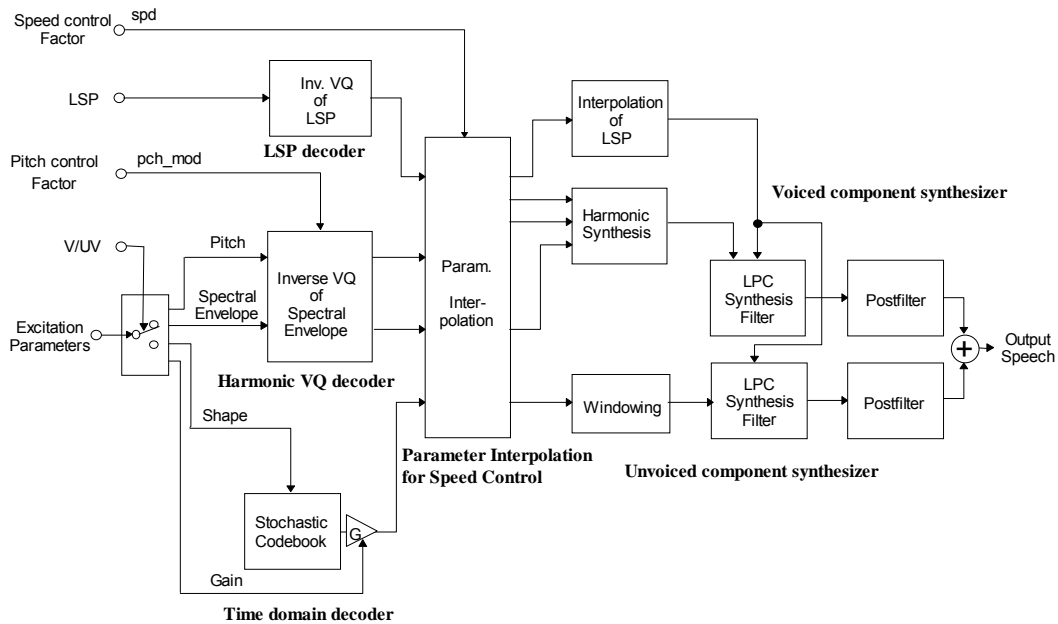 Speed control
Factor
spd
LSP
Inv. VQ
of
LSP
LSP decoder
Interpolation
of
LSP
Pitch control
Factor
pch_mod
Voiced component synthesizer
V/UV
Pitch
Spectral
Envelope
Inverse VQ
of
Spectral
Envelope
Harmonic VQ decoder
Param.
Inter-
polation
Harmonic
Synthesis
LPC
Synthesis
Filter
Postfilter
Excitation
Parameters
+
Output
Speech
Windowing
LPC
Synthesis
Filter
Postfilter
Shape
Parameter Interpolation
for Speed Control
Unvoiced component synthesizer
Stochastic
Codebook
G
Gain
Time domain decoder